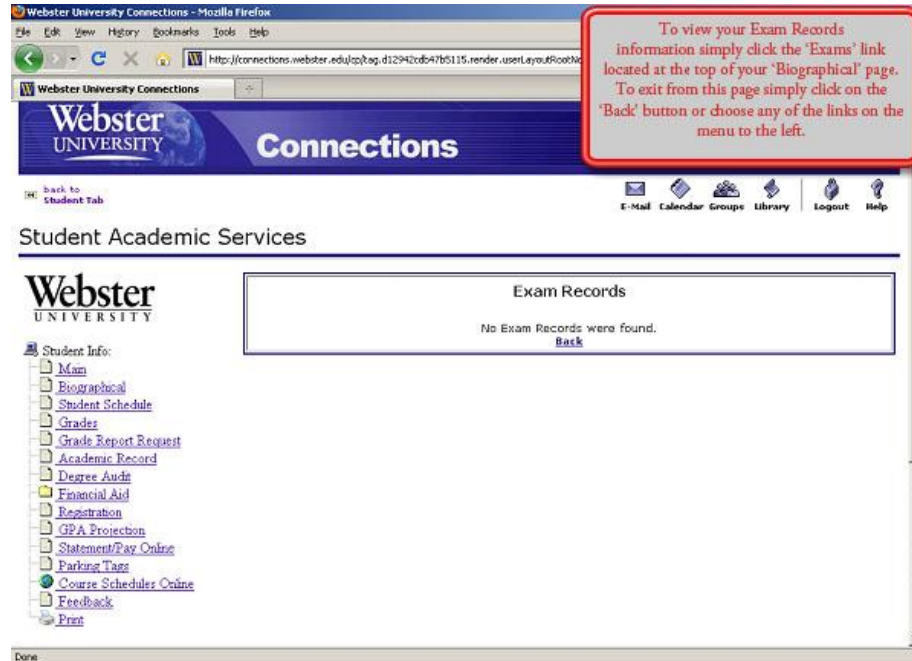 Webster University Connections - Mozilla Firefox
File Edit View History Bookmarks Tools Help
http://connections.webster.edu/cp/tag.d12942cdb47b5115.render.userLayoutRootNo
Webster University Connections
To view your Exam Records
information simply click the 'Exams' link
located at the top of your 'Biographical' page.
To exit from this page simply click on the
'Back' button or choose any of the links on the
menu to the left.
Webster
UNIVERSITY
Connections
back to
Student Tab
E-Mail Calendar Groups Library Logout Help
Student Academic Services
Webster
UNIVERSITY
Exam Records
No Exam Records were found.
Back
Student Info:
Main
Biographical
Student Schedule
Grades
Grade Report Request
Academic Record
Degree Audit
Financial Aid
Registration
GPA Projection
Statement/Pay Online
Parking Tags
Course Schedules Online
Feedback
Print
Done